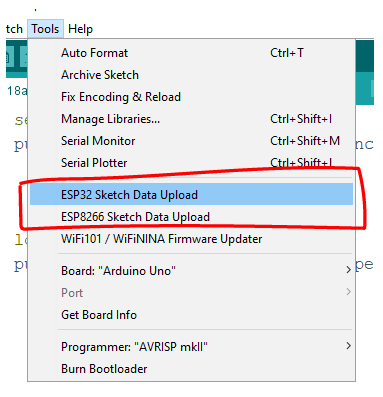 tch Tools Help
Auto Format Ctrl+T
Archive Sketch
18a
Fix Encoding & Reload
se
Manage Libraries... Ctrl+Shift+I
pu Serial Monitor Ctrl+Shift+M nc
Serial Plotter Ctrl+Shift+L
ESP32 Sketch Data Upload
ESP8266 Sketch Data Upload
lo WiFi101 / WiFiNINA Firmware Updater
pu Board: "Arduino Uno" pe
Port
Get Board Info
Programmer: "AVRISP mkII"
Burn Bootloader